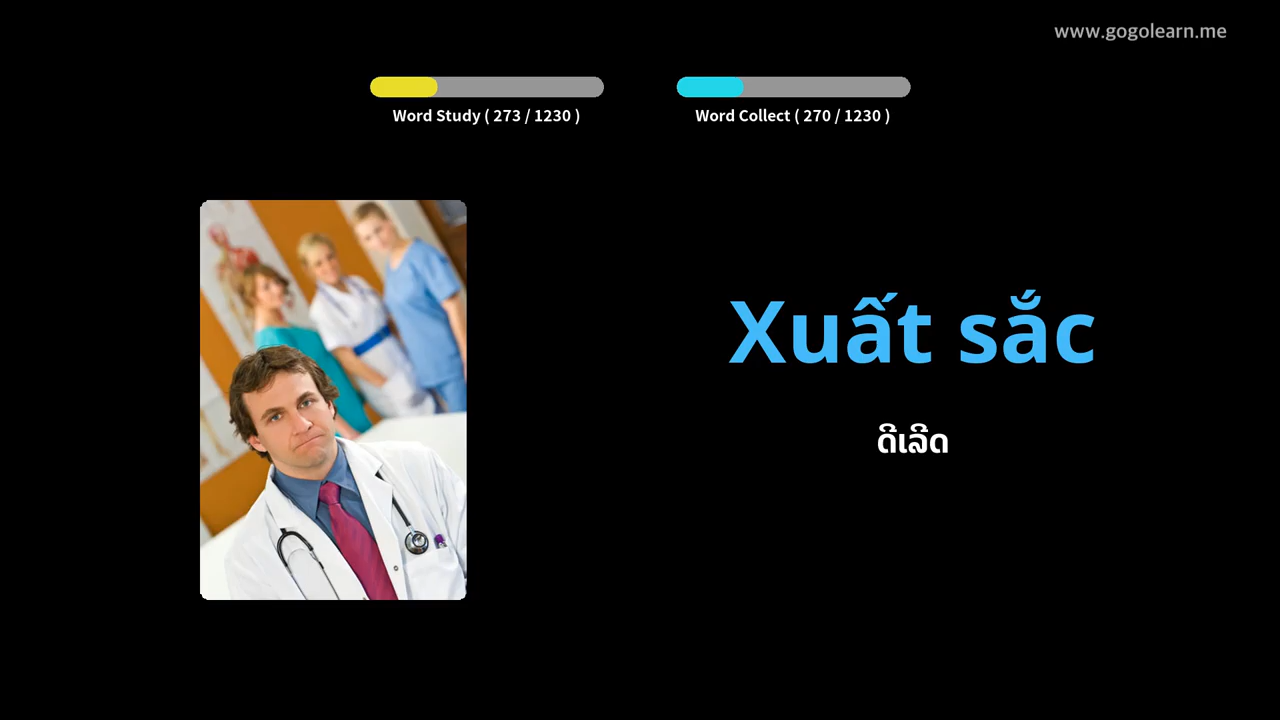 www.gogolearn.me
Word Study ( 273 / 1230 )
Word Collect ( 270 / 1230 )
Xuất sắc
ດີເລີດ